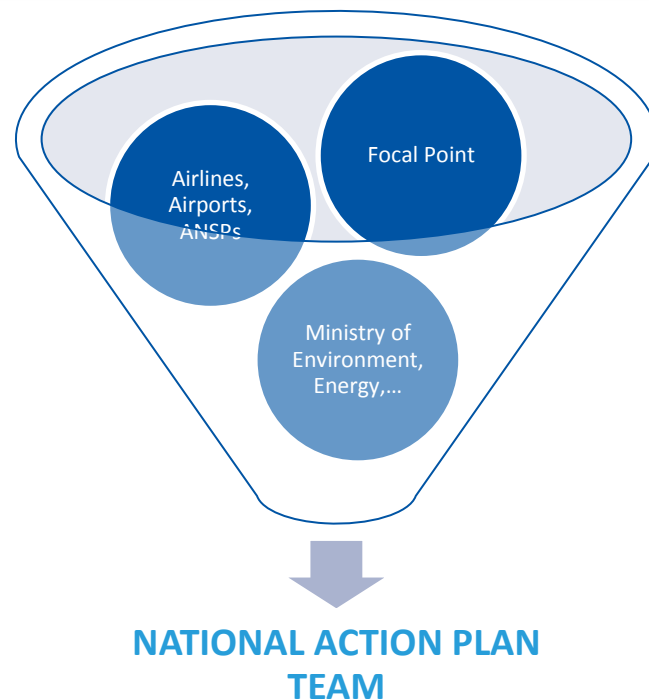 Focal Point
Airlines,
Airports,
ANSPs
Ministry of
Environment,
Energy,...
NATIONAL ACTION PLAN
TEAM